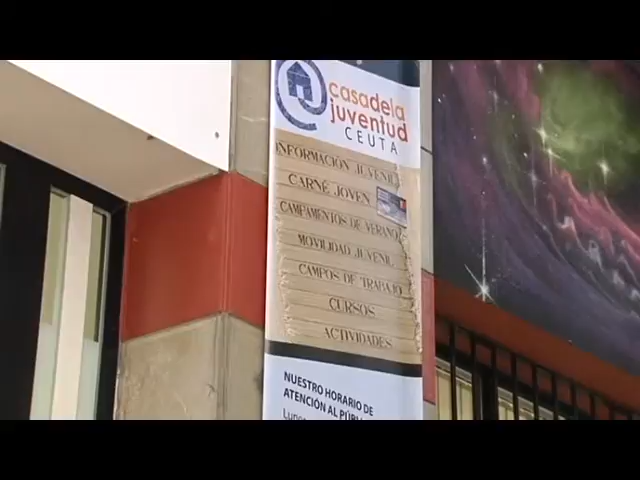 casadela
juventud
CEUTA
INFORMACIÓN JUVENIL
CARNÉ JOVEN
CAMPAMENTOS DE VERANO
MOVILIDAD JUVENIL
CAMPOS DE TRABAJO
CURSOS
ACTIVIDADES
NUESTRO HORARIO DE
ATENCIÓN AL